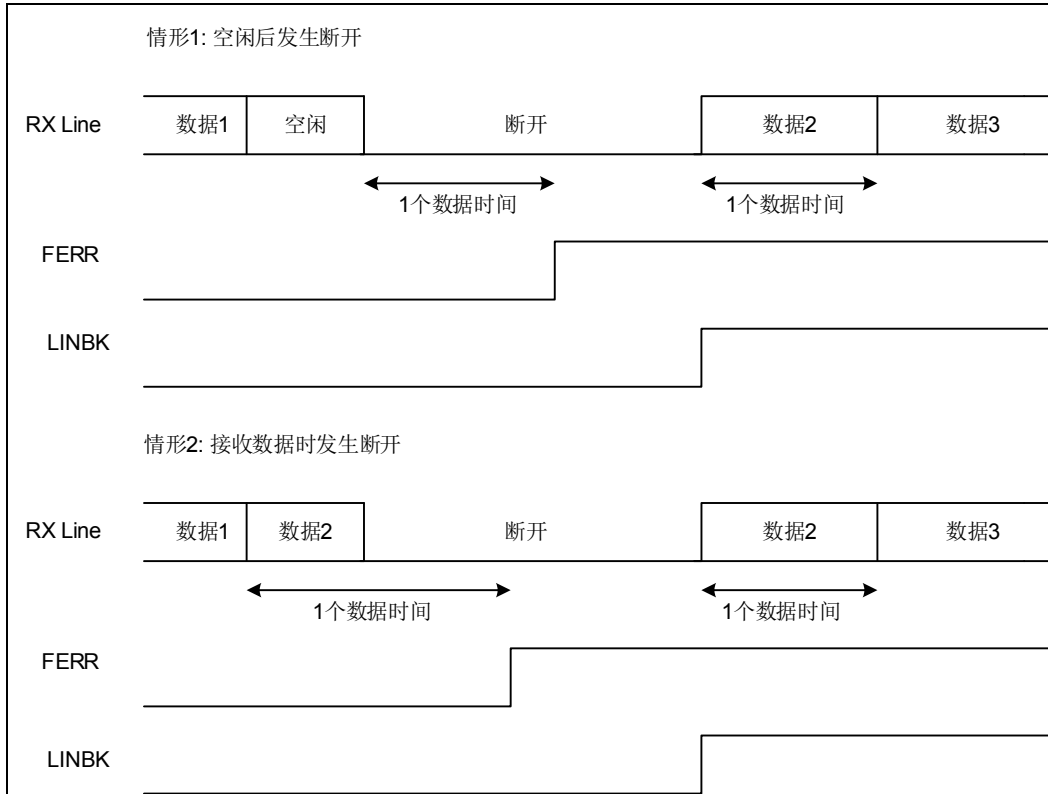 情形1: 空闲后发生断开
RX Line 数据1 空闲 断开 数据2 数据3
1个数据时间 1个数据时间
FERR
LINBK
情形2: 接收数据时发生断开
RX Line 数据1 数据2 断开 数据2 数据3
1个数据时间 1个数据时间
FERR
LINBK